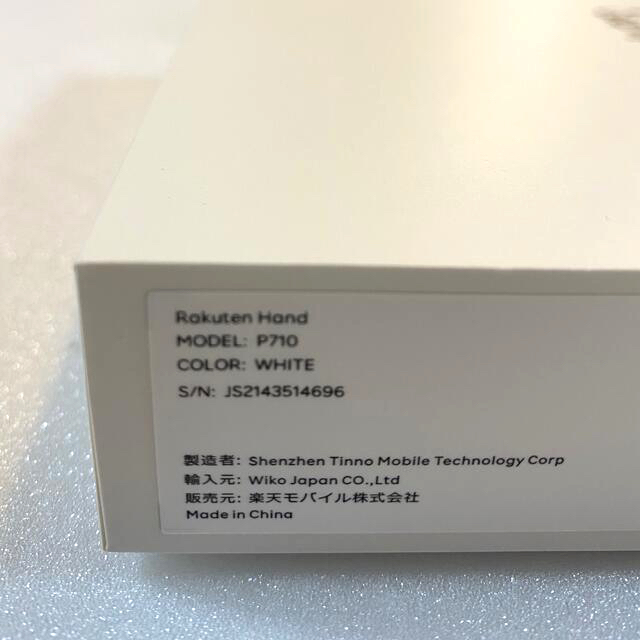 Rakuten Hand
MODEL: P710
COLOR: WHITE
S/N: JS2143514696
製造者: Shenzhen Tinno Mobile Technology Corp
輸入元: Wiko Japan CO.,Ltd
販売元: 楽天モバイル株式会社
Made in China